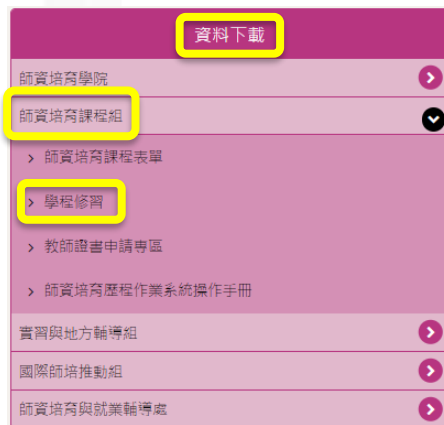 資料下載
師資培育學院
師資培育課程組
師資培育課程表單
學程修習
教師證書申請專區
師資培育歷程作業系統操作手冊
實習與地方輔導組
國際師培推動組
師資培育與就業輔導處